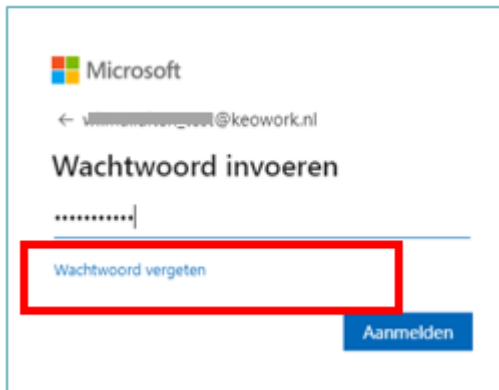 Microsoft
← @keowork.nl
Wachtwoord invoeren
•••••••••••
Wachtwoord vergeten
Aanmelden